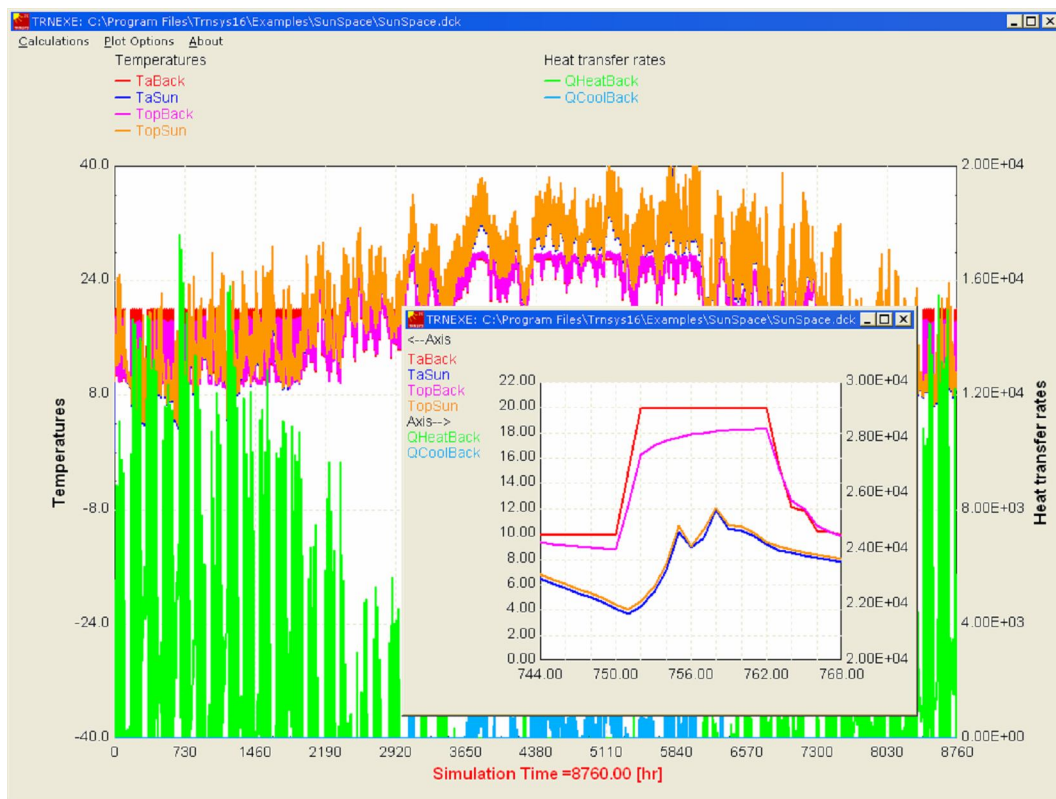 TRNEXE: C:\Program Files\Trnsys16\Examples\SunSpace\SunSpace.dck
Calculations Plot Options About
Temperatures
TaBack
TaSun
TopBack
TopSun
Heat transfer rates
QHeatBack
QCoolBack
40.0
24.0
8.0
-8.0
-24.0
-40.0
Temperatures
2.00E+04
1.60E+04
1.20E+04
8.00E+03
4.00E+03
0.00E+00
Heat transfer rates
0 730 1460 2190 2920 3650 4380 5110 5840 6570 7300 8030 8760
Simulation Time =8760.00 [hr]
TRNEXE: C:\Program Files\Trnsys16\Examples\SunSpace\SunSpace.dck
<--Axis
TaBack
TaSun
TopBack
TopSun
Axis-->
QHeatBack
QCoolBack
22.00
20.00
18.00
16.00
14.00
12.00
10.00
8.00
6.00
4.00
2.00
0.00
3.00E+04
2.80E+04
2.60E+04
2.40E+04
2.20E+04
2.00E+04
744.00 750.00 756.00 762.00 768.00